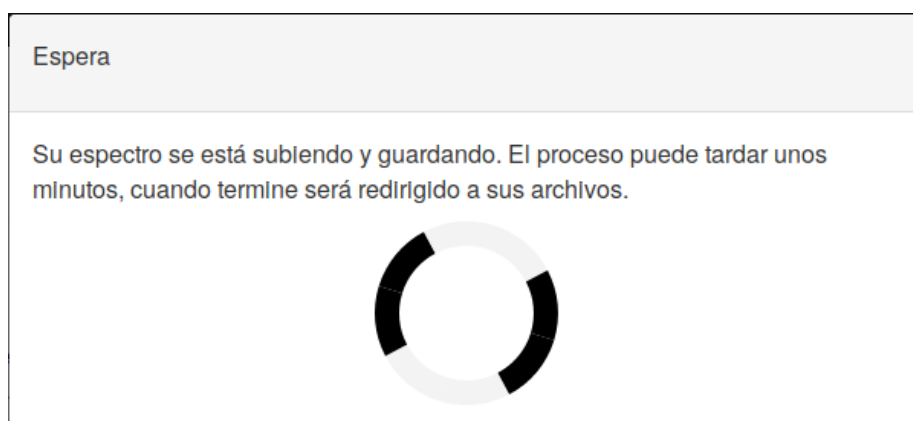 Espera
Su espectro se está subiendo y guardando. El proceso puede tardar unos
minutos, cuando termine será redirigido a sus archivos.